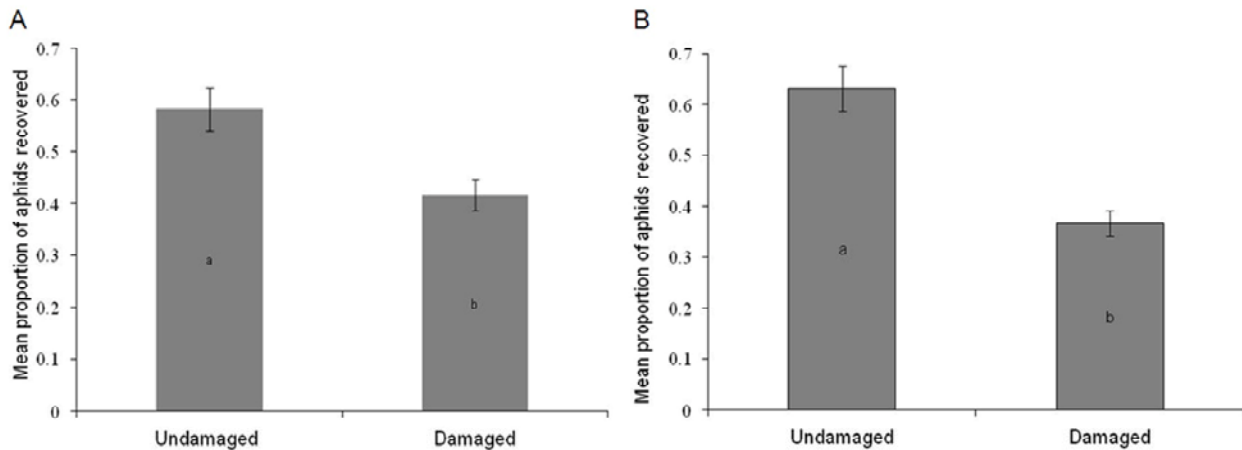 A
Mean proportion of aphids recovered
0.7
0.6
0.5
0.4
0.3
0.2
0.1
0
a
b
Undamaged
Damaged
B
Mean proportion of aphids recovered
0.7
0.6
0.5
0.4
0.3
0.2
0.1
0
a
b
Undamaged
Damaged